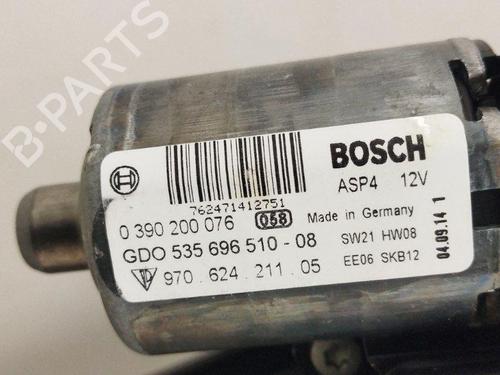 B-PARTS
BOSCH
ASP4 12V
762471412751
0 390 200 076 058 Made in Germany
GDO 535 696 510 - 08 SW21 HW08
970 . 624 . 211 . 05 EE06 SKB12
04.09.14 1